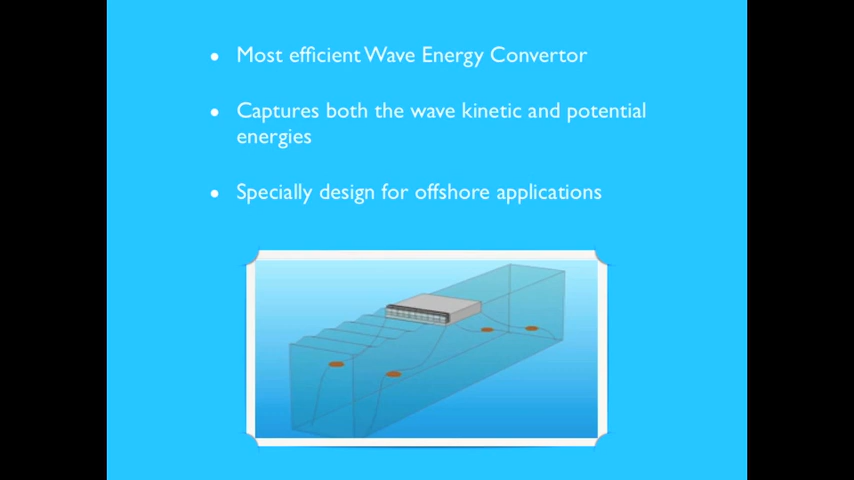 • Most efficient Wave Energy Convertor
• Captures both the wave kinetic and potential
energies
• Specially design for offshore applications